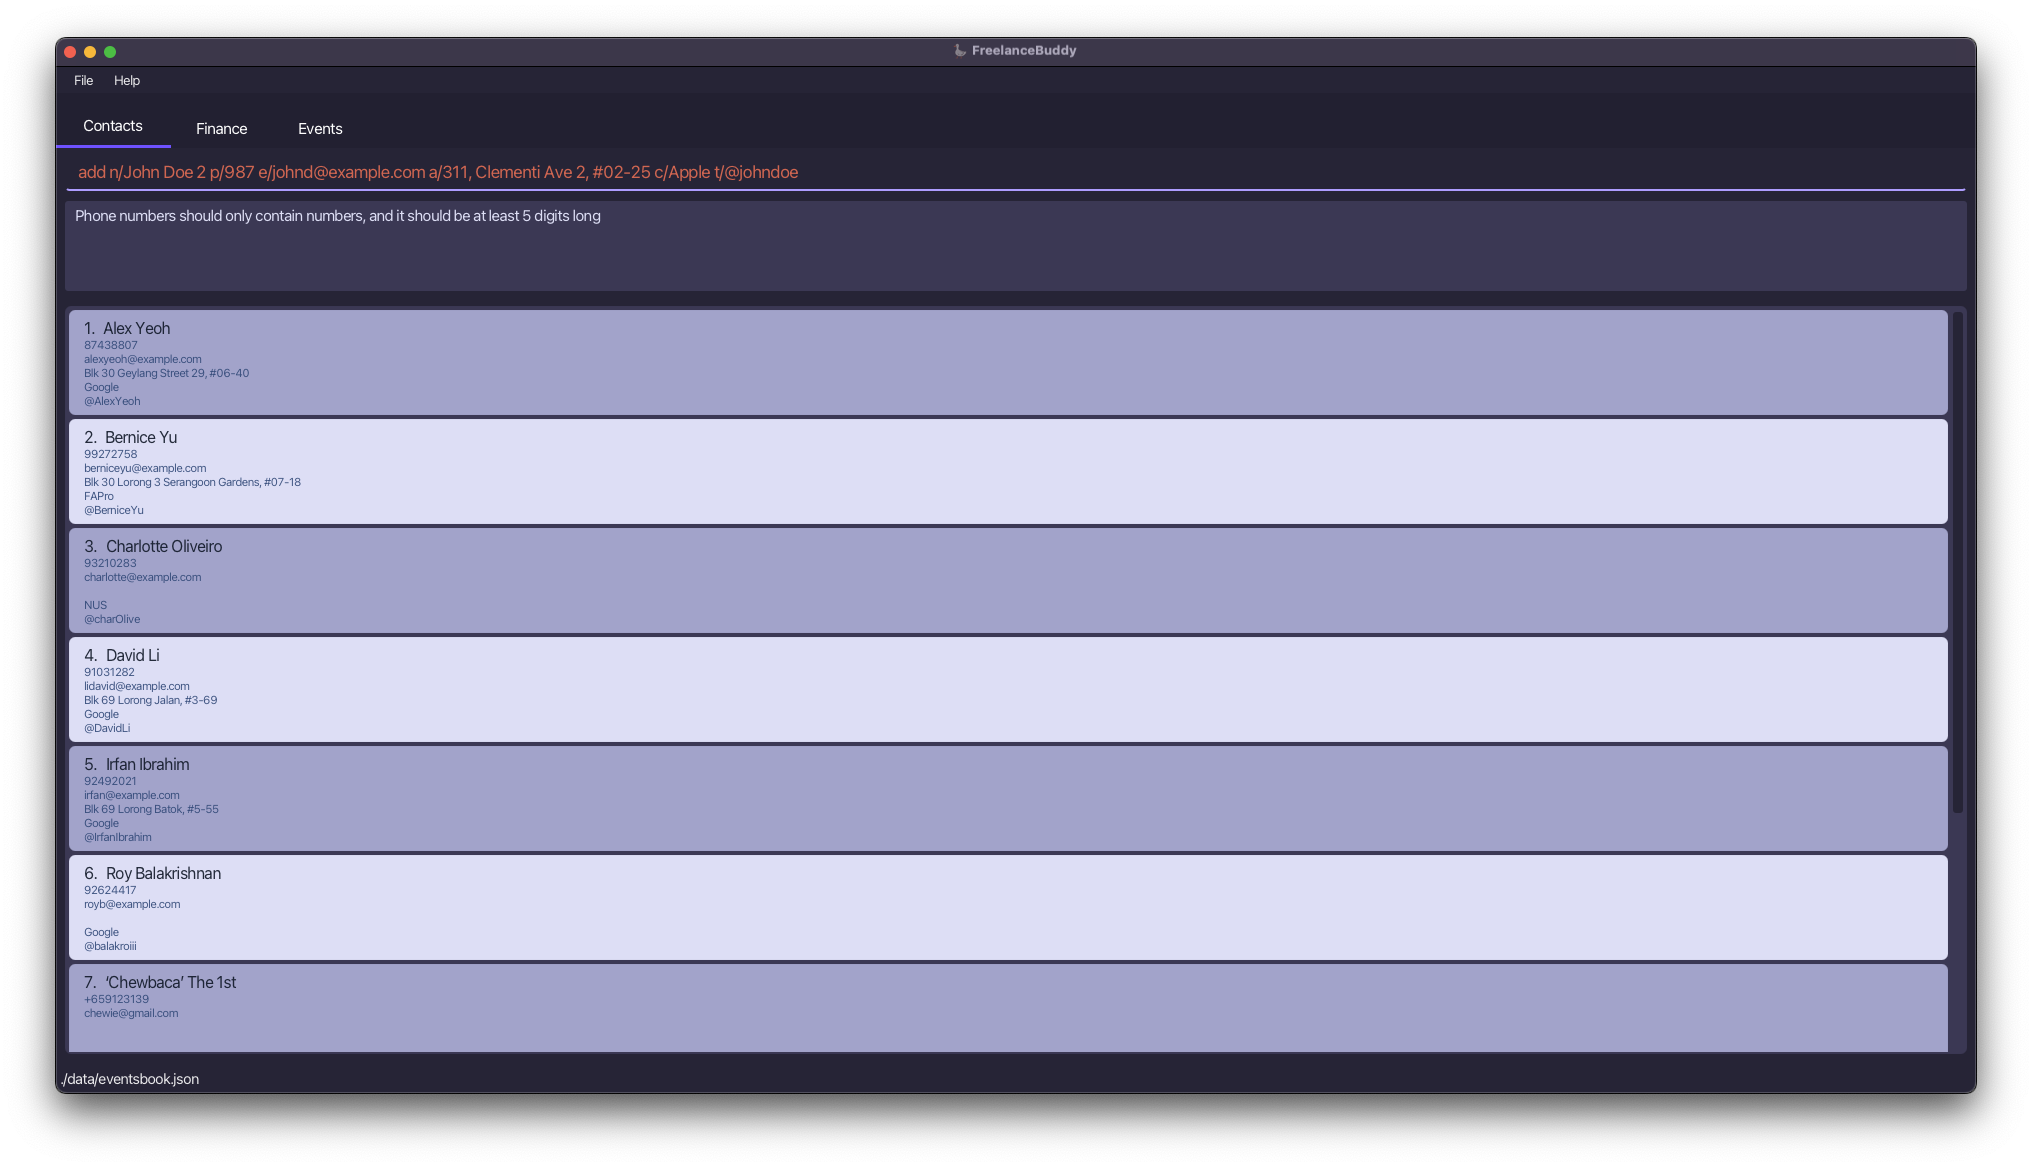 FreelanceBuddy
File Help
Contacts Finance Events
add n/John Doe 2 p/987 e/johnd@example.com a/311, Clementi Ave 2, #02-25 c/Apple t/@johndoe
Phone numbers should only contain numbers, and it should be at least 5 digits long
1. Alex Yeoh
87438807
alexyeoh@example.com
Blk 30 Geylang Street 29, #06-40
Google
@AlexYeoh
2. Bernice Yu
99272758
berniceyu@example.com
Blk 30 Lorong 3 Serangoon Gardens, #07-18
FAPro
@BerniceYu
3. Charlotte Oliveiro
93210283
charlotte@example.com
NUS
@charOlive
4. David Li
91031282
lidavid@example.com
Blk 69 Lorong Jalan, #3-69
Google
@DavidLi
5. Irfan Ibrahim
92492021
irfan@example.com
Blk 69 Lorong Batok, #5-55
Google
@IrfanIbrahim
6. Roy Balakrishnan
92624417
royb@example.com
Google
@balakroiii
7. ‘Chewbaca’ The 1st
+659123139
chewie@gmail.com
./data/eventsbook.json